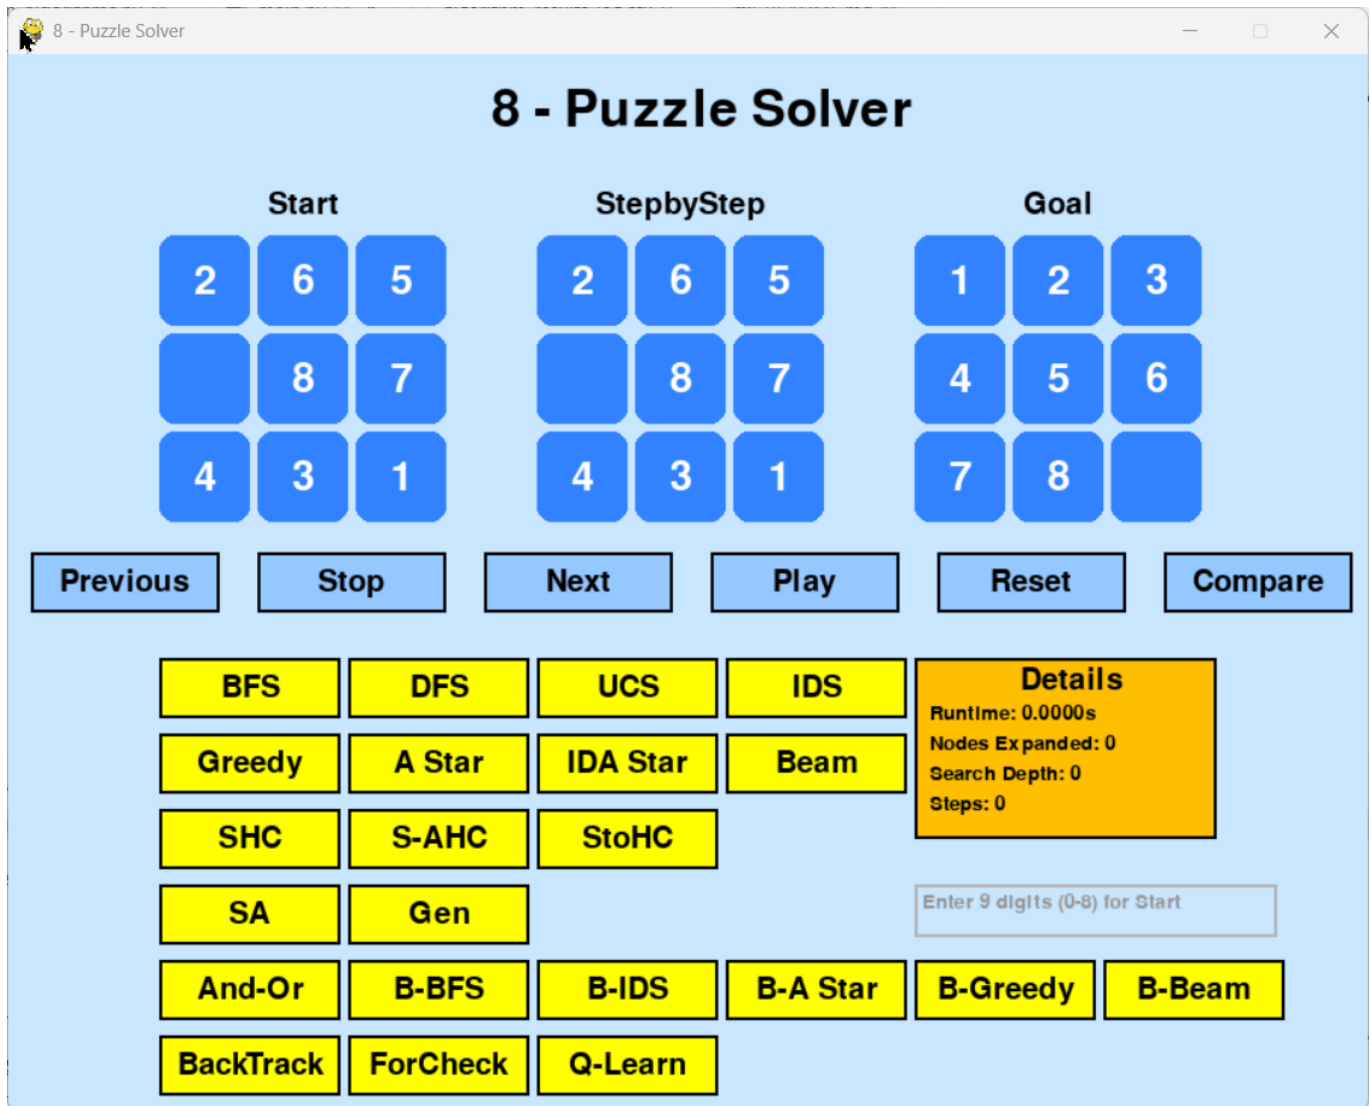 8 - Puzzle Solver
8 - Puzzle Solver
Start StepbyStep Goal
2 6 5 2 6 5 1 2 3
8 7 8 7 4 5 6
4 3 1 4 3 1 7 8
Previous Stop Next Play Reset Compare
BFS DFS UCS IDS
Details
Runtime: 0.0000s
Nodes Expanded: 0
Search Depth: 0
Steps: 0
Greedy A Star IDA Star Beam
SHC S-AHC StoHC
SA Gen
Enter 9 digits (0-8) for Start
And-Or B-BFS B-IDS B-A Star B-Greedy B-Beam
BackTrack ForCheck Q-Learn